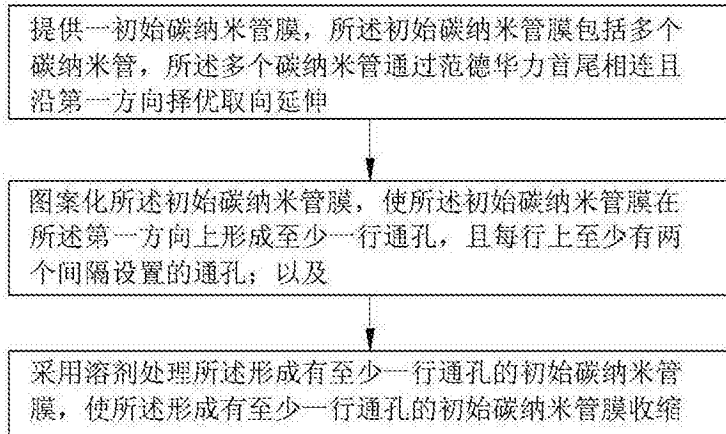 提供一初始碳纳米管膜，所述初始碳纳米管膜包括多个
碳纳米管，所述多个碳纳米管通过范德华力首尾相连且
沿第一方向择优取向延伸
图案化所述初始碳纳米管膜，使所述初始碳纳米管膜在
所述第一方向上形成至少一行通孔，且每行上至少有两
个间隔设置的通孔；以及
采用溶剂处理所述形成有至少一行通孔的初始碳纳米管
膜，使所述形成有至少一行通孔的初始碳纳米管膜收缩